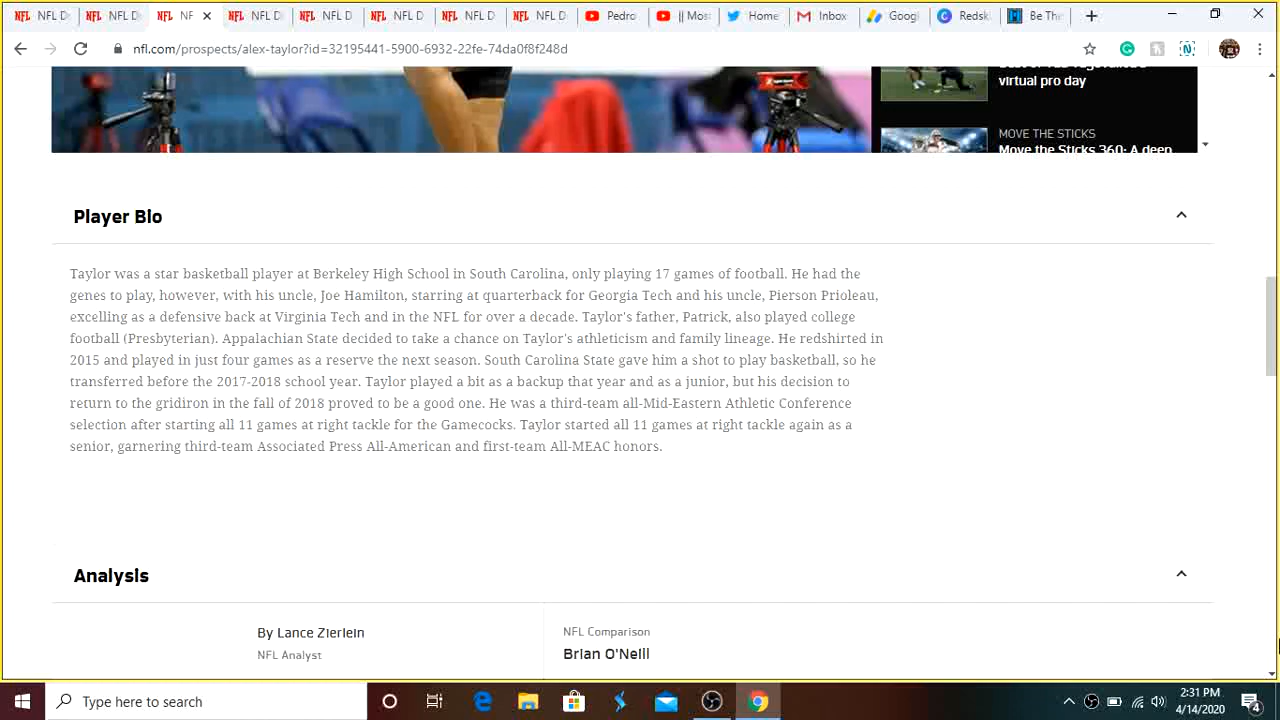 NFL Dr
NFL Dr
NF
NFL Dr
NFL D
NFL D
NFL D
NFL D
Pedro
|| Mos
Home
Inbox
Goog
Redsk
Be The
nfl.com/prospects/alex-taylor?id=32195441-5900-6932-22fe-74da0f8f248d
virtual pro day
MOVE THE STICKS
Move the Sticks 360: A deep
Player Bio
Taylor was a star basketball player at Berkeley High School in South Carolina, only playing 17 games of football. He had the
genes to play, however, with his uncle, Joe Hamilton, starring at quarterback for Georgia Tech and his uncle, Pierson Prioleau,
excelling as a defensive back at Virginia Tech and in the NFL for over a decade. Taylor's father, Patrick, also played college
football (Presbyterian). Appalachian State decided to take a chance on Taylor's athleticism and family lineage. He redshirted in
2015 and played in just four games as a reserve the next season. South Carolina State gave him a shot to play basketball, so he
transferred before the 2017-2018 school year. Taylor played a bit as a backup that year and as a junior, but his decision to
return to the gridiron in the fall of 2018 proved to be a good one. He was a third-team all-Mid-Eastern Athletic Conference
selection after starting all 11 games at right tackle for the Gamecocks. Taylor started all 11 games at right tackle again as a
senior, garnering third-team Associated Press All-American and first-team All-MEAC honors.
Analysis
By Lance Zierlein
NFL Analyst
NFL Comparison
Brian O'Neill
Type here to search
2:31 PM
4/14/2020
4